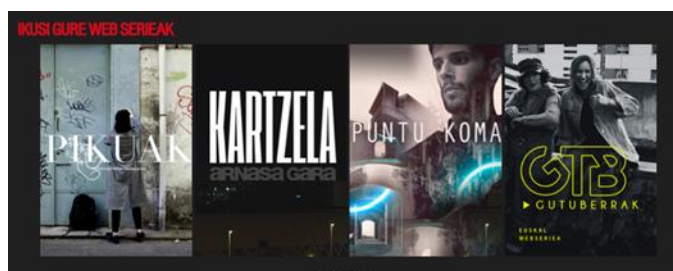 IKUSI GURE WEB SERIEAK
PIKUAK
KARTZELA
ARNASA GARA
PUNTU KOMA
GTB
GUTUBERRAK
EUSKAL
WEBSERIEA